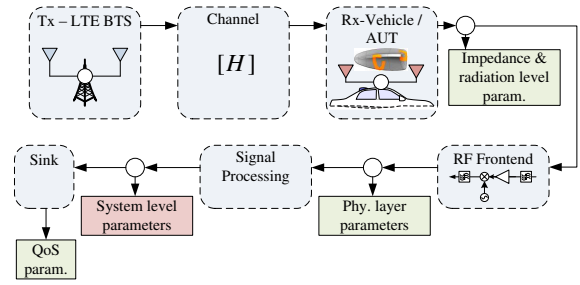 Tx – LTE BTS
Channel
[H]
Rx-Vehicle /
AUT
Impedance &
radiation level
param.
Sink
Signal
Processing
RF Frontend
System level
parameters
Phy. layer
parameters
QoS
param.